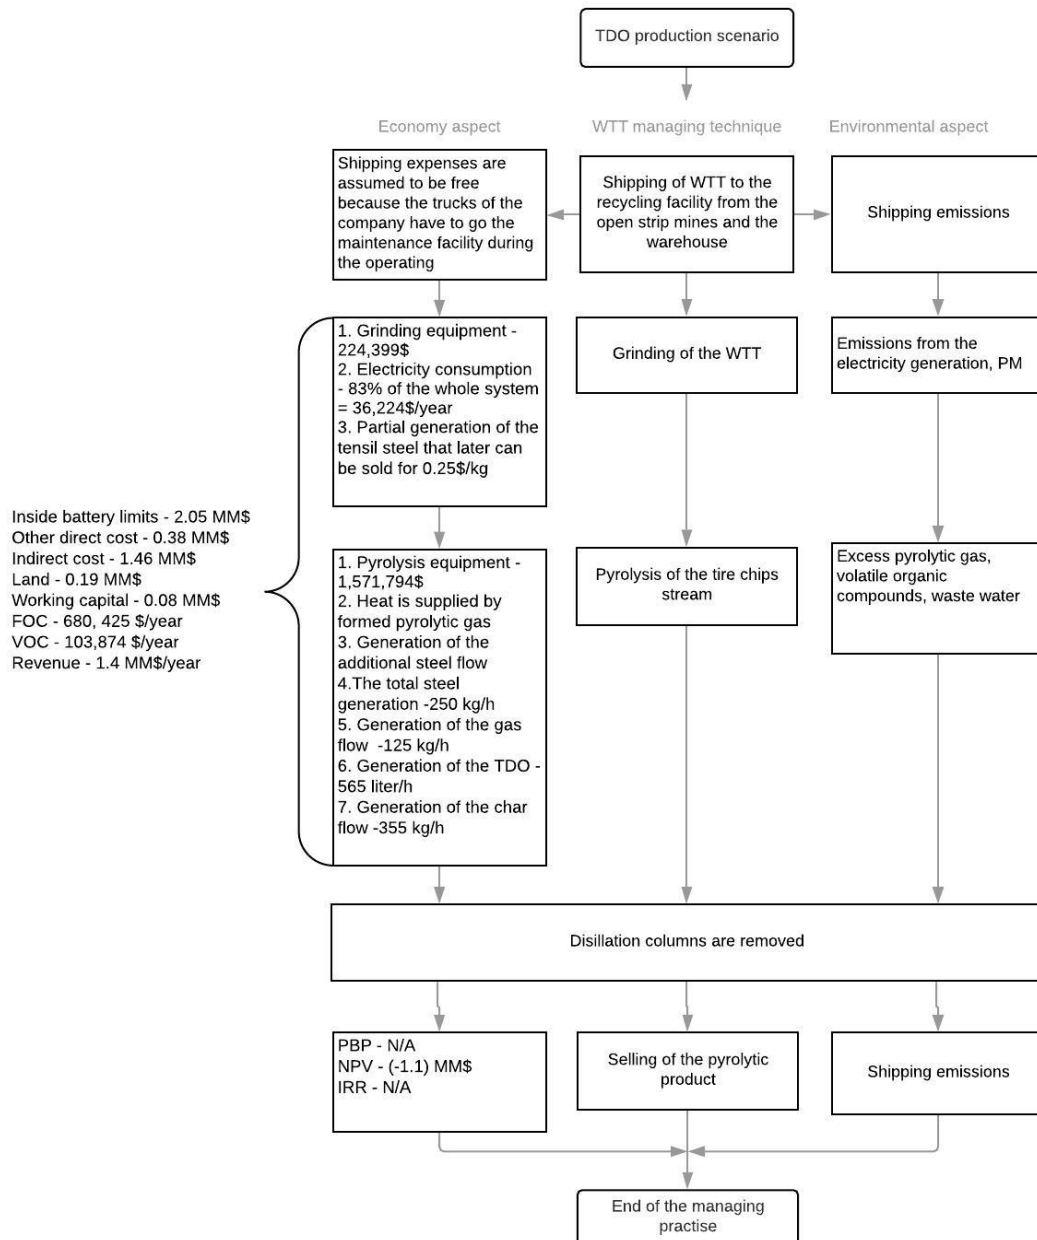 TDO production scenario
Economy aspect
WTT managing technique
Environmental aspect
Shipping expenses are
assumed to be free
because the trucks of the
company have to go the
maintenance facility during
the operating
Shipping of WTT to the
recycling facility from the
open strip mines and the
warehouse
Shipping emissions
1. Grinding equipment -
224,399$
2. Electricity consumption
- 83% of the whole system
= 36,224$/year
3. Partial generation of the
tensil steel that later can
be sold for 0.25$/kg
Grinding of the WTT
Emissions from the
electricity generation, PM
Inside battery limits - 2.05 MM$
Other direct cost - 0.38 MM$
Indirect cost - 1.46 MM$
Land - 0.19 MM$
Working capital - 0.08 MM$
FOC - 680, 425 $/year
VOC - 103,874 $/year
Revenue - 1.4 MM$/year
1. Pyrolysis equipment -
1,571,794$
2. Heat is supplied by
formed pyrolytic gas
3. Generation of the
additional steel flow
4.The total steel
generation -250 kg/h
5. Generation of the gas
flow  -125 kg/h
6. Generation of the TDO -
565 liter/h
7. Generation of the char
flow -355 kg/h
Pyrolysis of the tire chips
stream
Excess pyrolytic gas,
volatile organic
compounds, waste water
Disillation columns are removed
PBP - N/A
NPV - (-1.1) MM$
IRR - N/A
Selling of the pyrolytic
product
Shipping emissions
End of the managing
practise